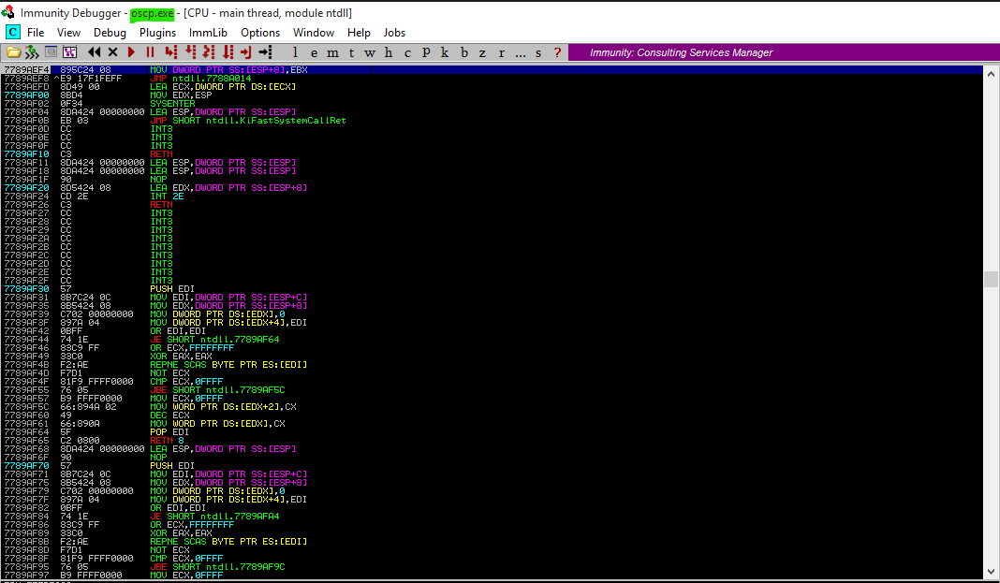 Immunity Debugger - oscp.exe - [CPU - main thread, module ntdll]
C File View Debug Plugins ImmLib Options Window Help Jobs
l e m t w h c P k b z r ... s ? Immunity: Consulting Services Manager
7789AEF4 895C24 08 MOV DWORD PTR SS:[ESP+8],EBX
7789AEF8 ^E9 17F1FEFF JMP ntdll.7788A014
7789AEFD 8D49 00 LEA ECX,DWORD PTR DS:[ECX]
7789AF00 8BD4 MOV EDX,ESP
7789AF02 0F34 SYSENTER
7789AF04 8DA424 00000000 LEA ESP,DWORD PTR SS:[ESP]
7789AF0B EB 03 JMP SHORT ntdll.KiFastSystemCallRet
7789AF0D CC INT3
7789AF0E CC INT3
7789AF0F CC INT3
7789AF10 C3 RETN
7789AF11 8DA424 00000000 LEA ESP,DWORD PTR SS:[ESP]
7789AF18 8DA424 00000000 LEA ESP,DWORD PTR SS:[ESP]
7789AF1F 90 NOP
7789AF20 8D5424 08 LEA EDX,DWORD PTR SS:[ESP+8]
7789AF24 CD 2E INT 2E
7789AF26 C3 RETN
7789AF27 CC INT3
7789AF28 CC INT3
7789AF29 CC INT3
7789AF2A CC INT3
7789AF2B CC INT3
7789AF2C CC INT3
7789AF2D CC INT3
7789AF2E CC INT3
7789AF2F CC INT3
7789AF30 57 PUSH EDI
7789AF31 8B7C24 0C MOV EDI,DWORD PTR SS:[ESP+C]
7789AF35 8B5424 08 MOV EDX,DWORD PTR SS:[ESP+8]
7789AF39 C702 00000000 MOV DWORD PTR DS:[EDX],0
7789AF3F 897A 04 MOV DWORD PTR DS:[EDX+4],EDI
7789AF42 0BFF OR EDI,EDI
7789AF44 74 1E JE SHORT ntdll.7789AF64
7789AF46 83C9 FF OR ECX,FFFFFFFF
7789AF49 33C0 XOR EAX,EAX
7789AF4B F2:AE REPNE SCAS BYTE PTR ES:[EDI]
7789AF4D F7D1 NOT ECX
7789AF4F 81F9 FFFF0000 CMP ECX,0FFFF
7789AF55 76 05 JBE SHORT ntdll.7789AF5C
7789AF57 B9 FFFF0000 MOV ECX,0FFFF
7789AF5C 66:894A 02 MOV WORD PTR DS:[EDX+2],CX
7789AF60 49 DEC ECX
7789AF61 66:890A MOV WORD PTR DS:[EDX],CX
7789AF64 5F POP EDI
7789AF65 C2 0800 RETN 8
7789AF68 8DA424 00000000 LEA ESP,DWORD PTR SS:[ESP]
7789AF6F 90 NOP
7789AF70 57 PUSH EDI
7789AF71 8B7C24 0C MOV EDI,DWORD PTR SS:[ESP+C]
7789AF75 8B5424 08 MOV EDX,DWORD PTR SS:[ESP+8]
7789AF79 C702 00000000 MOV DWORD PTR DS:[EDX],0
7789AF7F 897A 04 MOV DWORD PTR DS:[EDX+4],EDI
7789AF82 0BFF OR EDI,EDI
7789AF84 74 1E JE SHORT ntdll.7789AFA4
7789AF86 83C9 FF OR ECX,FFFFFFFF
7789AF89 33C0 XOR EAX,EAX
7789AF8B F2:AE REPNE SCAS BYTE PTR ES:[EDI]
7789AF8D F7D1 NOT ECX
7789AF8F 81F9 FFFF0000 CMP ECX,0FFFF
7789AF95 76 05 JBE SHORT ntdll.7789AF9C
7789AF97 B9 FFFF0000 MOV ECX,0FFFF